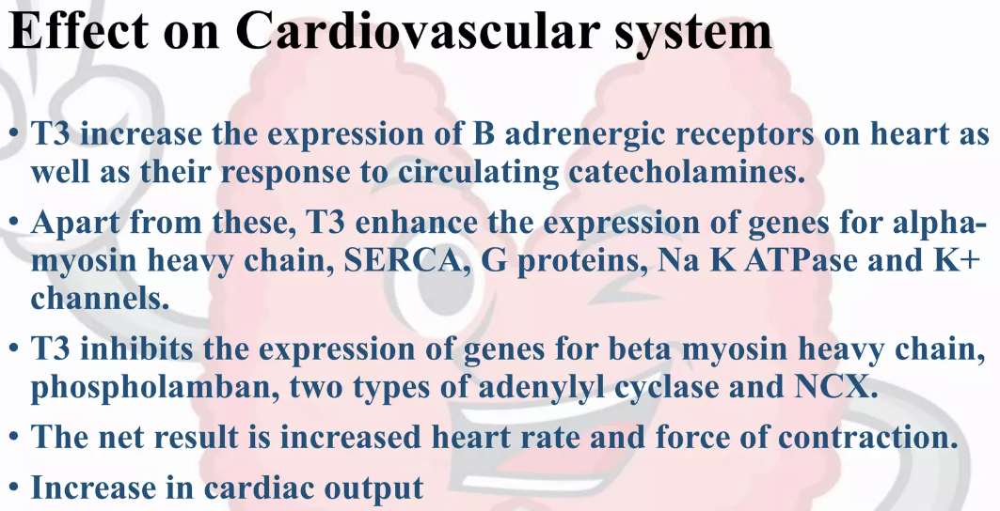 Effect on Cardiovascular system
• T3 increase the expression of B adrenergic receptors on heart as
well as their response to circulating catecholamines.
• Apart from these, T3 enhance the expression of genes for alpha-
myosin heavy chain, SERCA, G proteins, Na K ATPase and K+
channels.
• T3 inhibits the expression of genes for beta myosin heavy chain,
phospholamban, two types of adenylyl cyclase and NCX.
• The net result is increased heart rate and force of contraction.
• Increase in cardiac output